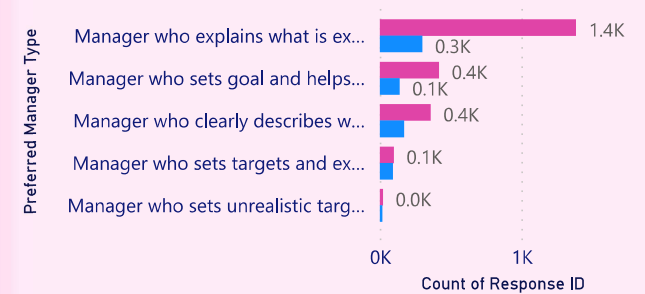 Preferred Manager Type
Manager who explains what is ex...
1.4K
0.3K
Manager who sets goal and helps...
0.4K
0.1K
Manager who clearly describes w...
0.4K
Manager who sets targets and ex...
0.1K
Manager who sets unrealistic targ...
0.0K
0K
1K
Count of Response ID